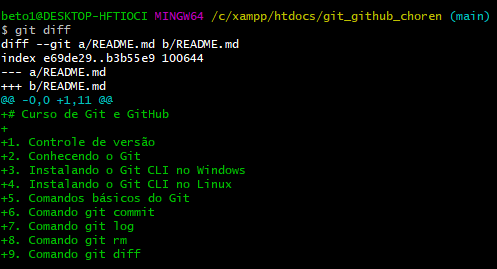 beto1@DESKTOP-HFTIOCI MINGW64 /c/xampp/htdocs/git_github_choren (main)
$ git diff
diff --git a/README.md b/README.md
index e69de29..b3b55e9 100644
--- a/README.md
+++ b/README.md
@@ -0,0 +1,11 @@
+# Curso de Git e GitHub
+
+1. Controle de versão
+2. Conhecendo o Git
+3. Instalando o Git CLI no Windows
+4. Instalando o Git CLI no Linux
+5. Comandos básicos do Git
+6. Comando git commit
+7. Comando git log
+8. Comando git rm
+9. Comando git diff